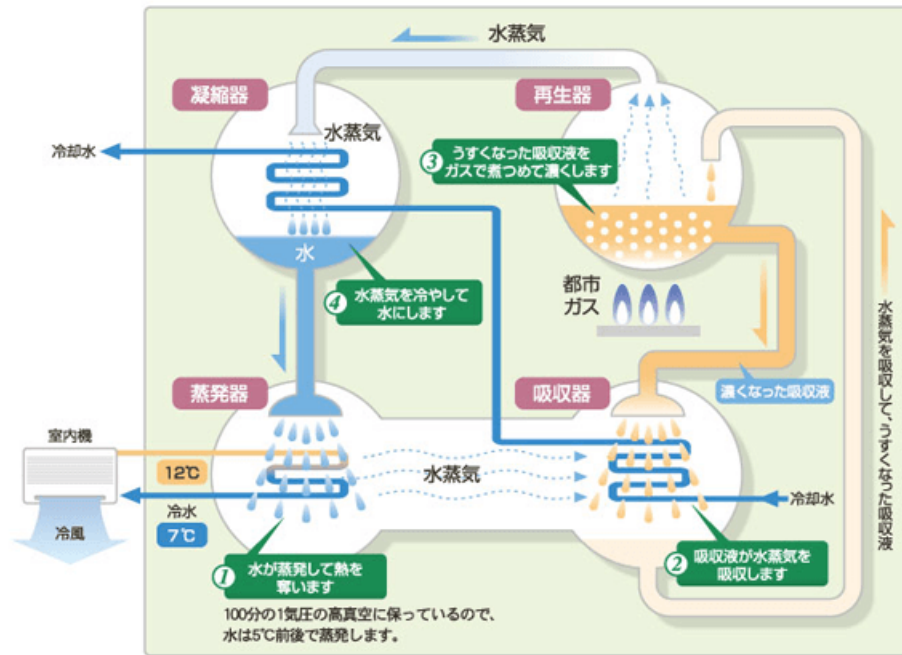 水蒸気
凝縮器
再生器
水蒸気
冷却水
③ うすくなった吸収液を
ガスで煮つめて濃くします
水
④ 水蒸気を冷やして
水にします
都市
ガス
濃くなった吸収液
水蒸気を吸収して、うすくなった吸収液
蒸発器
吸収器
室内機
12℃
水蒸気
冷水
7℃
冷却水
冷風
① 水が蒸発して熱を
奪います
② 吸収液が水蒸気を
吸収します
100分の1気圧の高真空に保っているので、
水は5℃前後で蒸発します。